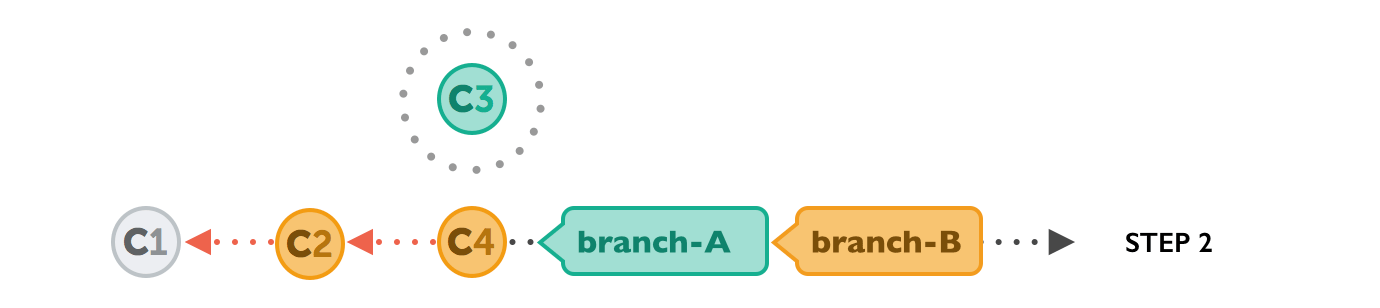 C3
C1 C2 C4 branch-A branch-B STEP 2